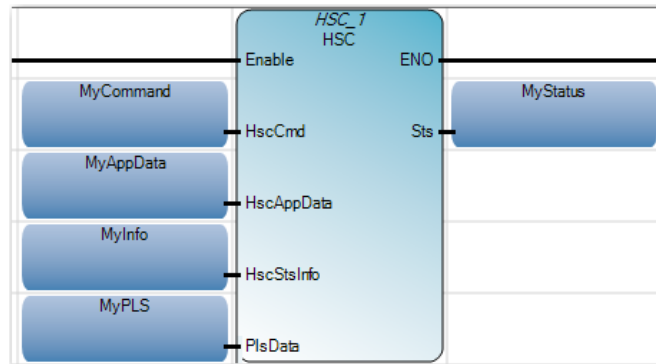 HSC_1
HSC
Enable ENO
MyCommand MyStatus
HscCmd Sts
MyAppData
HscAppData
MyInfo
HscStsInfo
MyPLS
PlsData